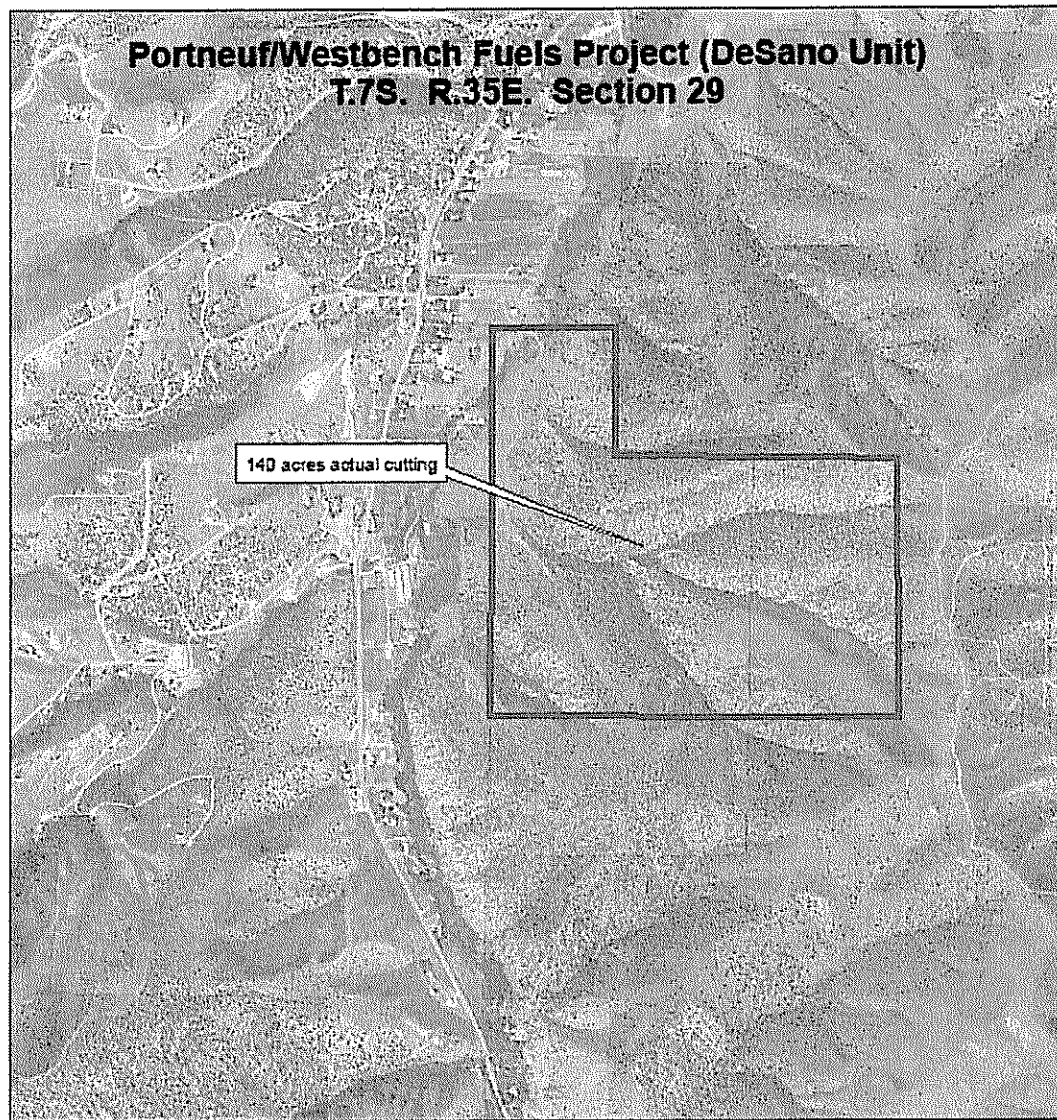 Portneuf/Westbench Fuels Project (DeSano Unit)
T.7S. R.35E. Section 29
140 acres actual cutting